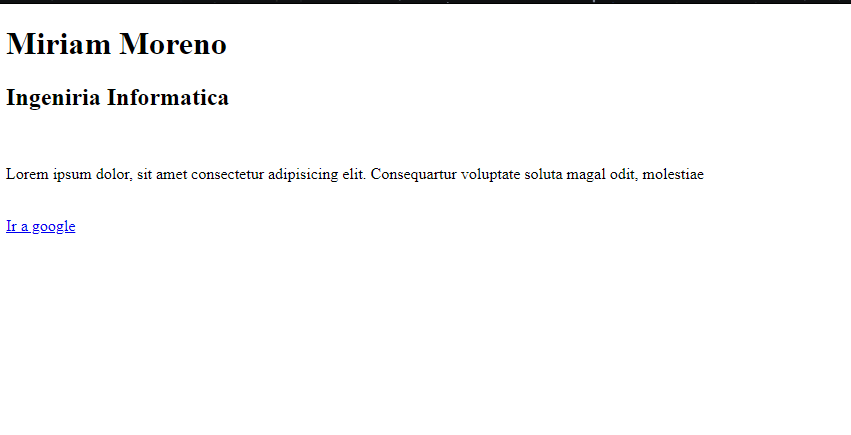 Miriam Moreno
Ingeniria Informatica
Lorem ipsum dolor, sit amet consectetur adipisicing elit. Consequartur voluptate soluta magal odit, molestiae
Ir a google